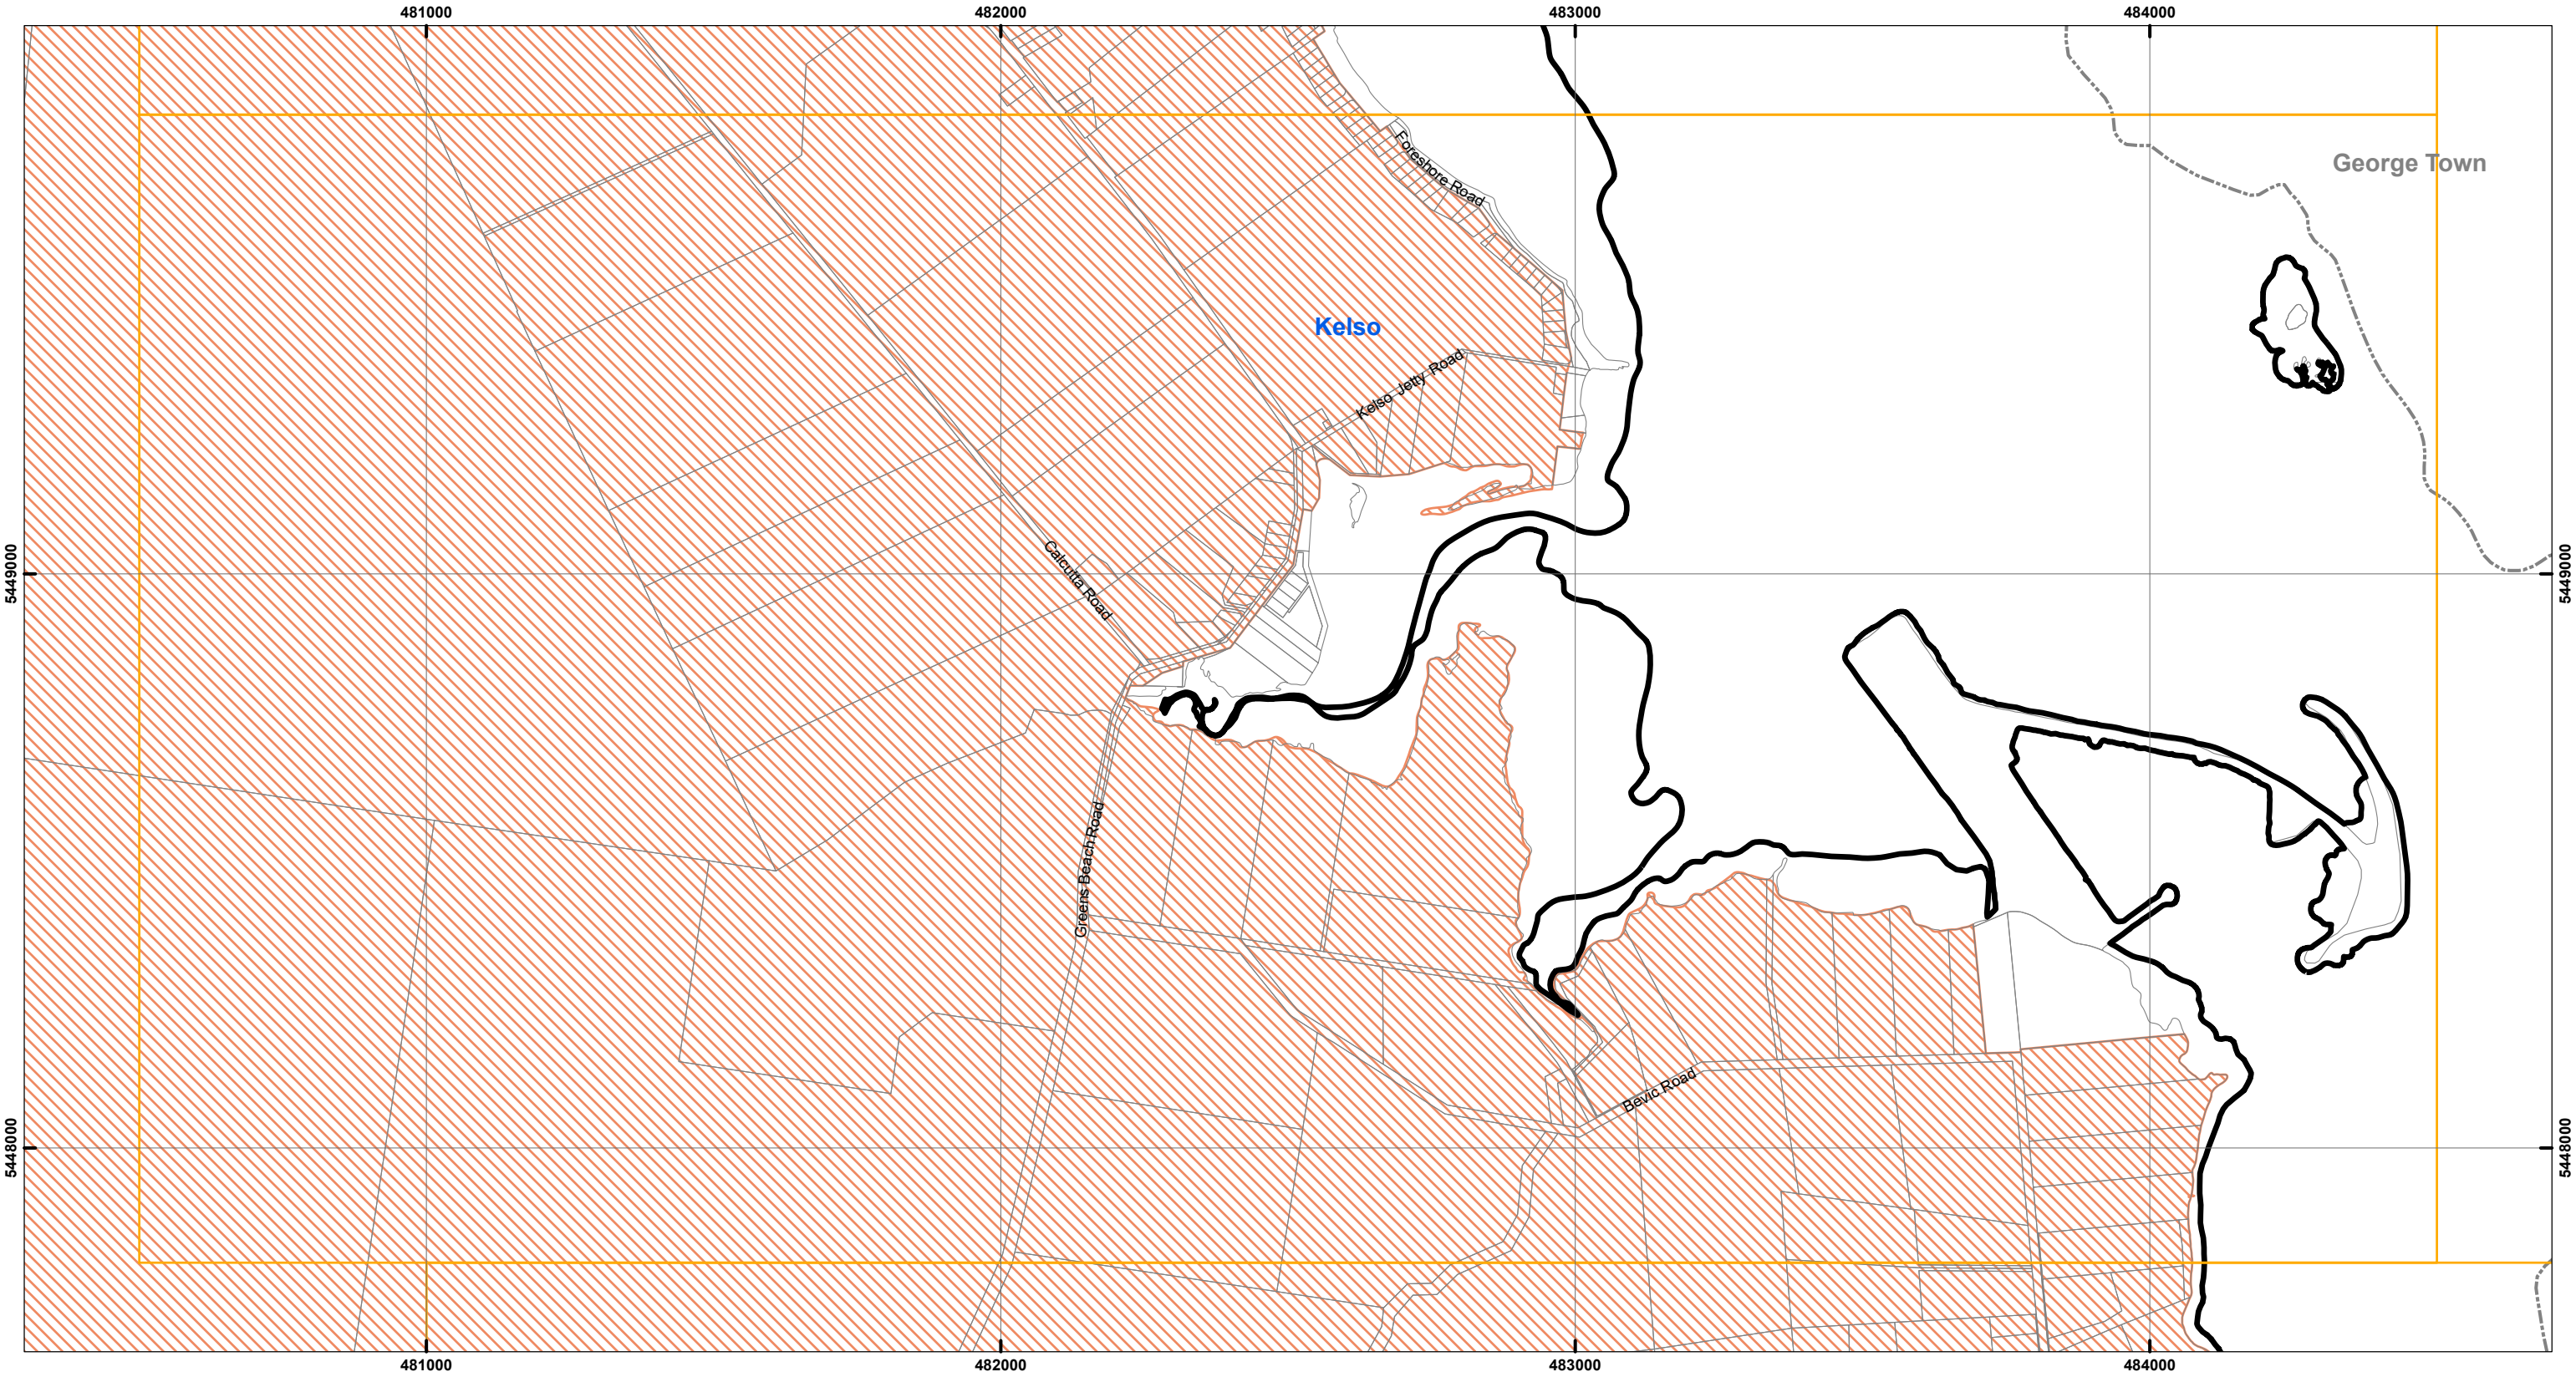 481000 482000 483000 484000
George Town
Foreshore Road
Kelso
Kelso Jetty Road
5449000 5449000
Calcutta Road
Greens Beach Road
Bevic Road
5448000 5448000
481000 482000 483000 484000